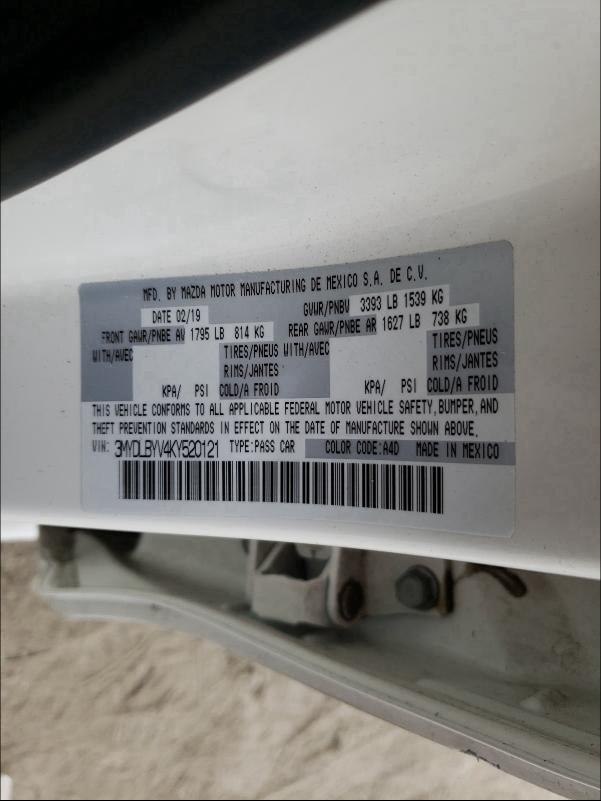 MFD. BY MAZDA MOTOR MANUFACTURING DE MEXICO S.A. DE C.V.
DATE 02/19 GVWR/PNBV 3393 LB 1539 KG
FRONT GAWR/PNBE AV 1795 LB 814 KG REAR GAWR/PNBE AR 1627 LB 738 KG
WITH/AVEC TIRES/PNEUS WITH/AVEC TIRES/PNEUS
RIMS/JANTES RIMS/JANTES
KPA/ PSI COLD/A FROID KPA/ PSI COLD/A FROID
THIS VEHICLE CONFORMS TO ALL APPLICABLE FEDERAL MOTOR VEHICLE SAFETY, BUMPER, AND
THEFT PREVENTION STANDARDS IN EFFECT ON THE DATE OF MANUFACTURE SHOWN ABOVE.
VIN: 3MYDLBYV4KY520121 TYPE:PASS CAR COLOR CODE:A4D MADE IN MEXICO